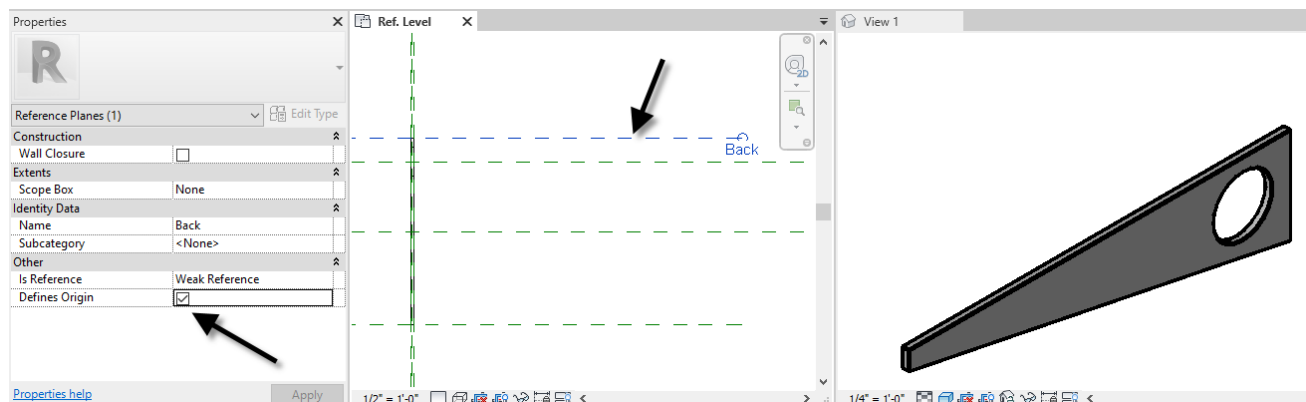 Properties
R
Reference Planes (1)
Edit Type
Construction
Wall Closure
Extents
Scope Box None
Identity Data
Name Back
Subcategory <None>
Other
Is Reference Weak Reference
Defines Origin
Properties help
Apply
Ref. Level
2D
Back
1/2" = 1'-0"
View 1
1/4" = 1'-0"